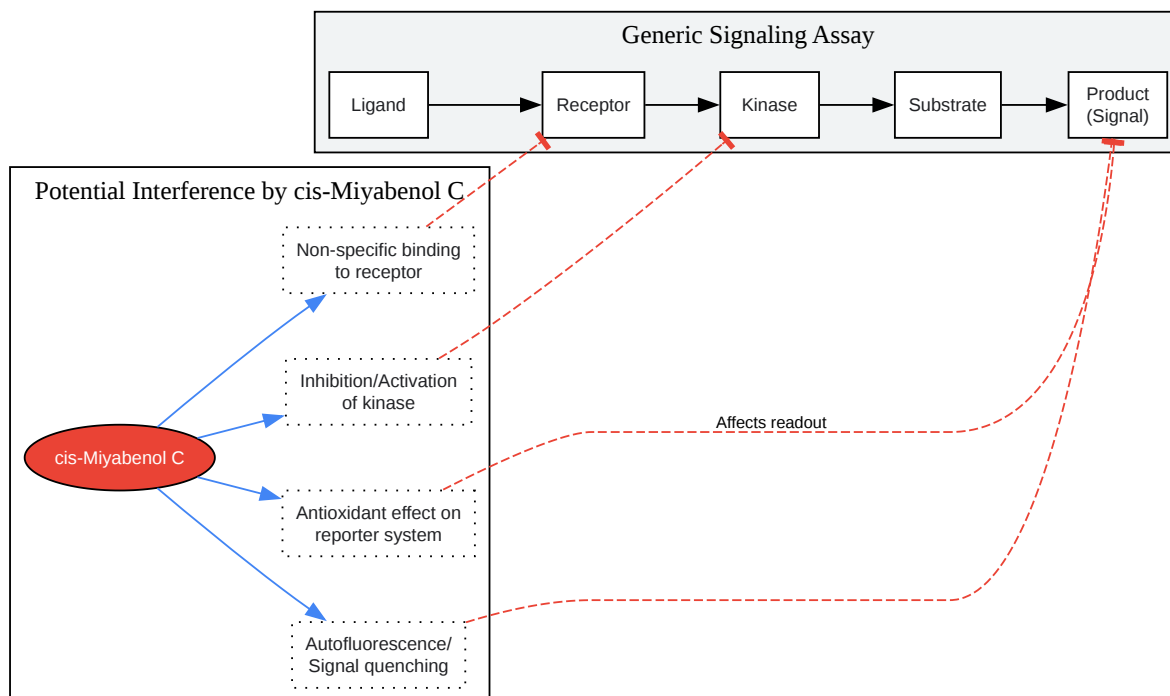 Generic Signaling Assay
Ligand
Receptor
Kinase
Substrate
Product
(Signal)
Potential Interference by cis-Miyabenol C
Non-specific binding
to receptor
Inhibition/Activation
of kinase
Affects readout
cis-Miyabenol C
Antioxidant effect on
reporter system
Autofluorescence/
Signal quenching